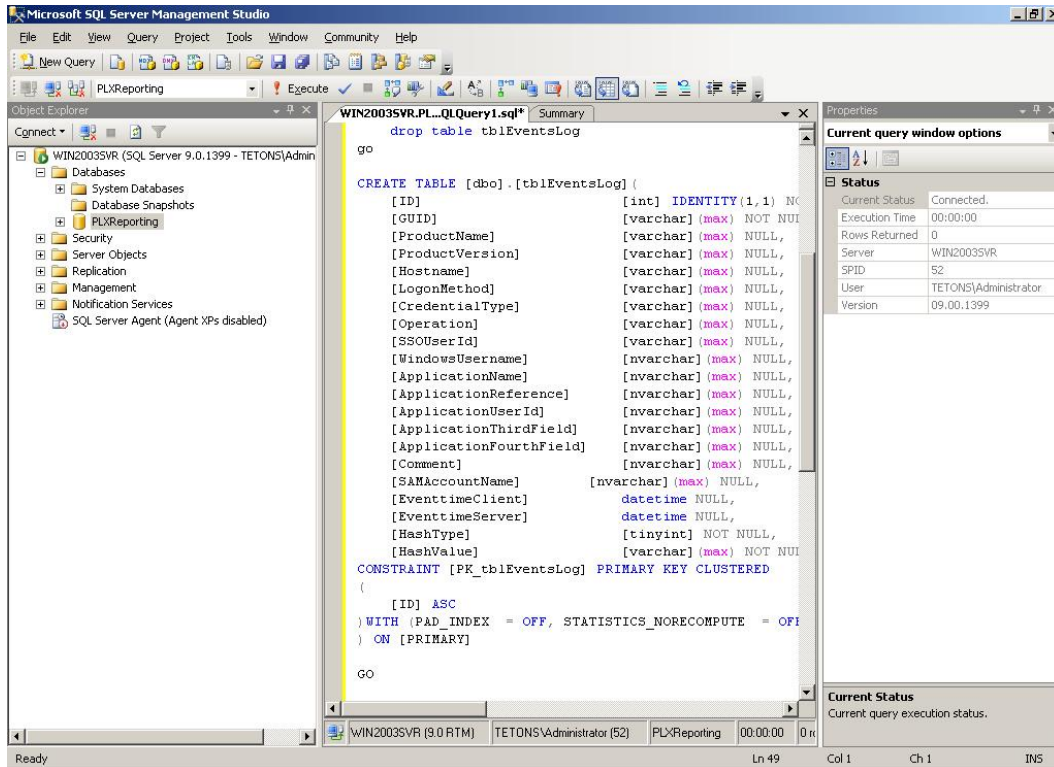 Microsoft SQL Server Management Studio
File Edit View Query Project Tools Window Community Help
New Query
PLXReporting Execute
Object Explorer
Connect
WIN2003SVR (SQL Server 9.0.1399 - TETONS\Admin
Databases
System Databases
Database Snapshots
PLXReporting
Security
Server Objects
Replication
Management
Notification Services
SQL Server Agent (Agent XPs disabled)
WIN2003SVR.PL...QLQuery1.sql* Summary
drop table tblEventsLog
go
CREATE TABLE [dbo].[tblEventsLog](
[ID] [int] IDENTITY(1,1) NO
[GUID] [varchar](max) NOT NUL
[ProductName] [varchar](max) NULL,
[ProductVersion] [varchar](max) NULL,
[Hostname] [varchar](max) NULL,
[LogonMethod] [varchar](max) NULL,
[CredentialType] [varchar](max) NULL,
[Operation] [varchar](max) NULL,
[SSOUserId] [varchar](max) NULL,
[WindowsUsername] [nvarchar](max) NULL,
[ApplicationName] [nvarchar](max) NULL,
[ApplicationReference] [nvarchar](max) NULL,
[ApplicationUserId] [nvarchar](max) NULL,
[ApplicationThirdField] [nvarchar](max) NULL,
[ApplicationFourthField] [nvarchar](max) NULL,
[Comment] [nvarchar](max) NULL,
[SAMAccountName] [nvarchar](max) NULL,
[EventtimeClient] datetime NULL,
[EventtimeServer] datetime NULL,
[HashType] [tinyint] NOT NULL,
[HashValue] [varchar](max) NOT NUL
CONSTRAINT [PK_tblEventsLog] PRIMARY KEY CLUSTERED
(
[ID] ASC
)WITH (PAD_INDEX = OFF, STATISTICS_NORECOMPUTE = OFF
) ON [PRIMARY]
GO
WIN2003SVR (9.0 RTM) TETONS\Administrator (52) PLXReporting 00:00:00 0 ro
Properties
Current query window options
Status
Current Status Connected.
Execution Time 00:00:00
Rows Returned 0
Server WIN2003SVR
SPID 52
User TETONS\Administrator
Version 09.00.1399
Current Status
Current query execution status.
Ready Ln 49 Col 1 Ch 1 INS